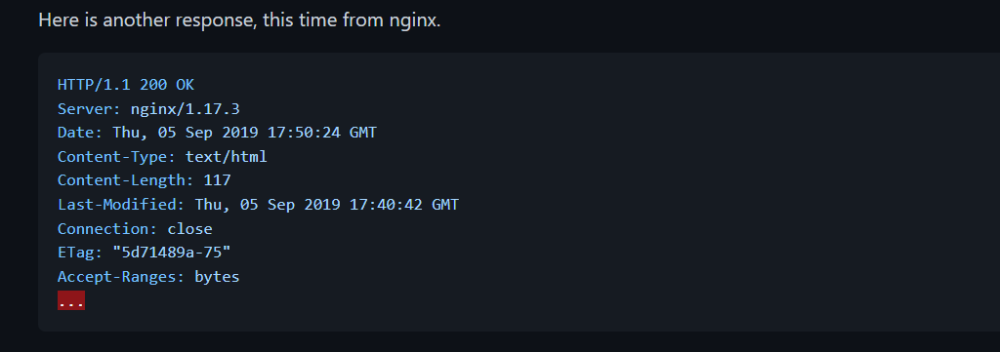 Here is another response, this time from nginx.
HTTP/1.1 200 OK
Server: nginx/1.17.3
Date: Thu, 05 Sep 2019 17:50:24 GMT
Content-Type: text/html
Content-Length: 117
Last-Modified: Thu, 05 Sep 2019 17:40:42 GMT
Connection: close
ETag: "5d71489a-75"
Accept-Ranges: bytes
...